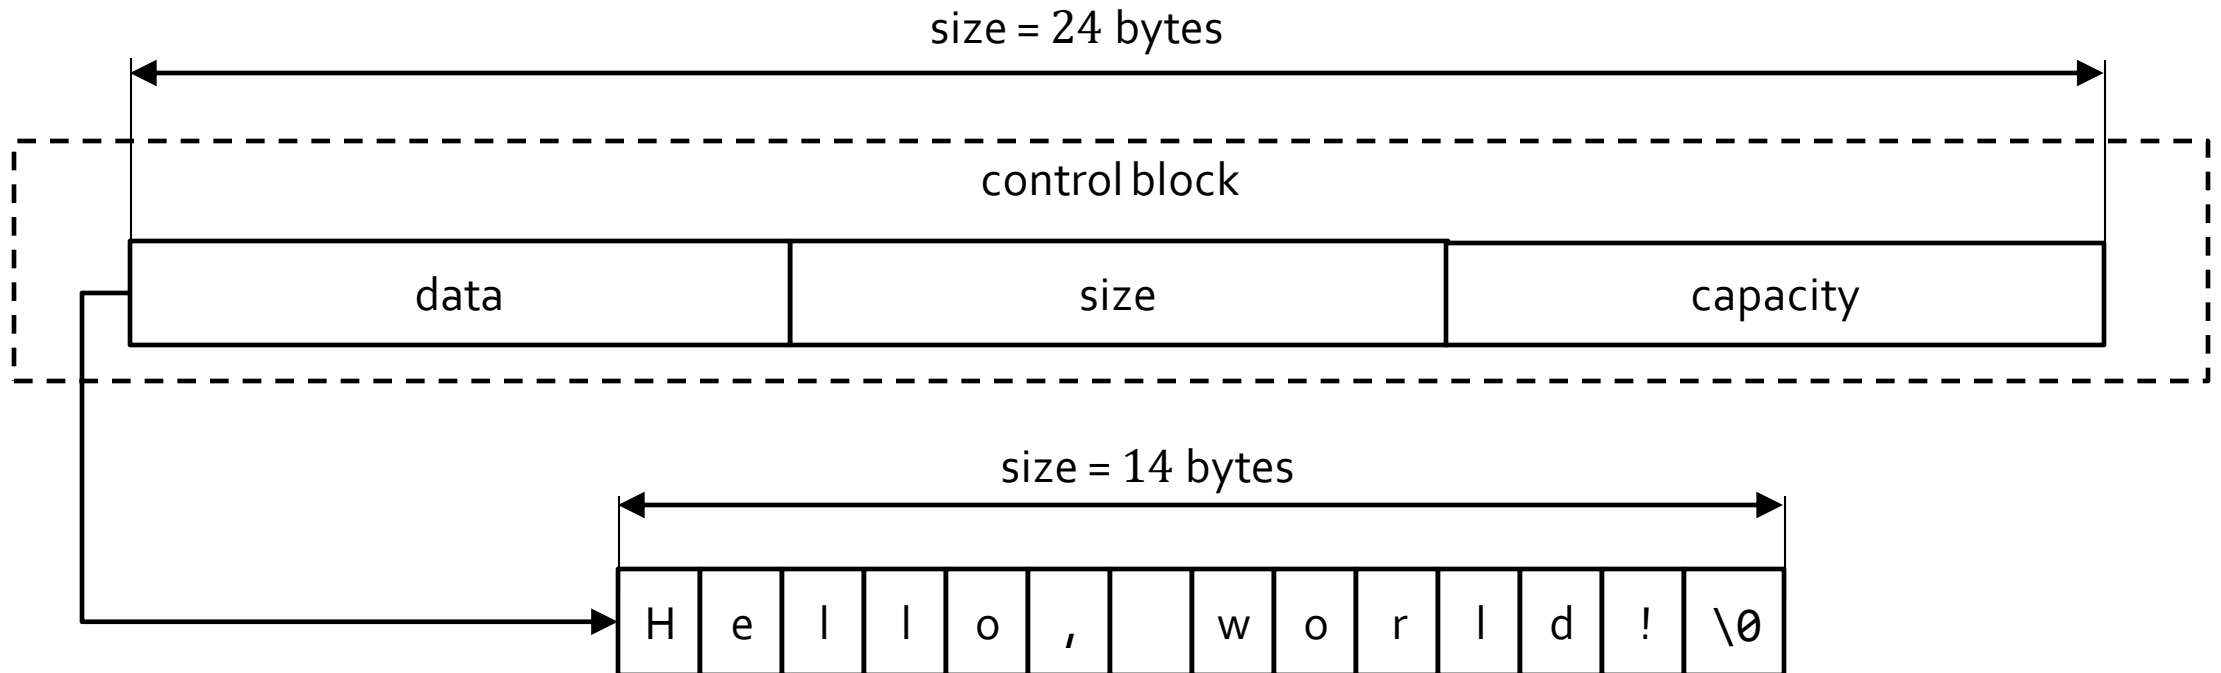 size = 24 bytes
control block
data size capacity
size = 14 bytes
H e l l o , w o r l d ! \0